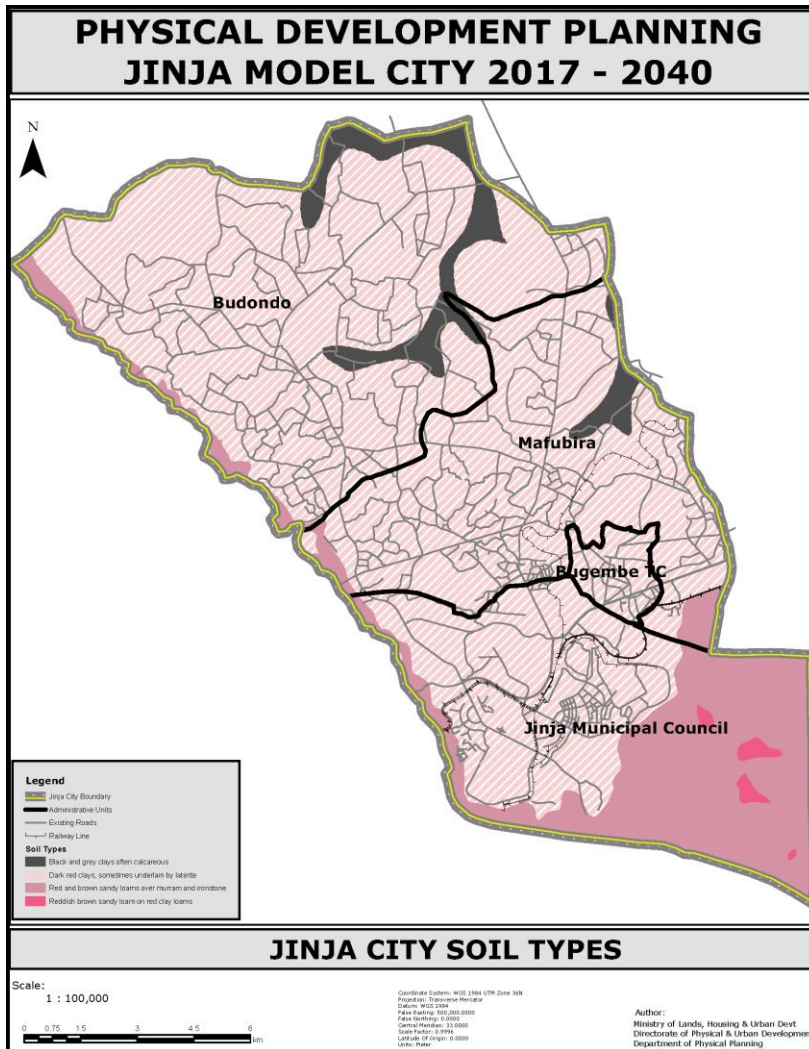 PHYSICAL DEVELOPMENT PLANNING
JINJA MODEL CITY 2017 - 2040
N
Budondo
Mafubira
Bugembe TC
Jinja Municipal Council
Legend
Jinja City Boundary
Administrative Units
Existing Roads
Railway Line
Soil Types
Black and grey clays often calcareous
Dark red clays, sometimes underlain by laterite
Red and brown sandy loams over murram and ironstone
Reddish brown sandy loam on red clay loams
JINJA CITY SOIL TYPES
Scale:
1 : 100,000
0 0.75 1.5 3 4.5 6
km
Coordinate System: WGS 1984 UTM Zone 36N
Projection: Transverse Mercator
Datum: WGS 1984
False Easting: 500,000.0000
False Northing: 0.0000
Central Meridian: 33.0000
Scale Factor: 0.9996
Latitude Of Origin: 0.0000
Units: Meter
Author:
Ministry of Lands, Housing & Urban Devt
Directorate of Physical & Urban Developmen
Department of Physical Planning